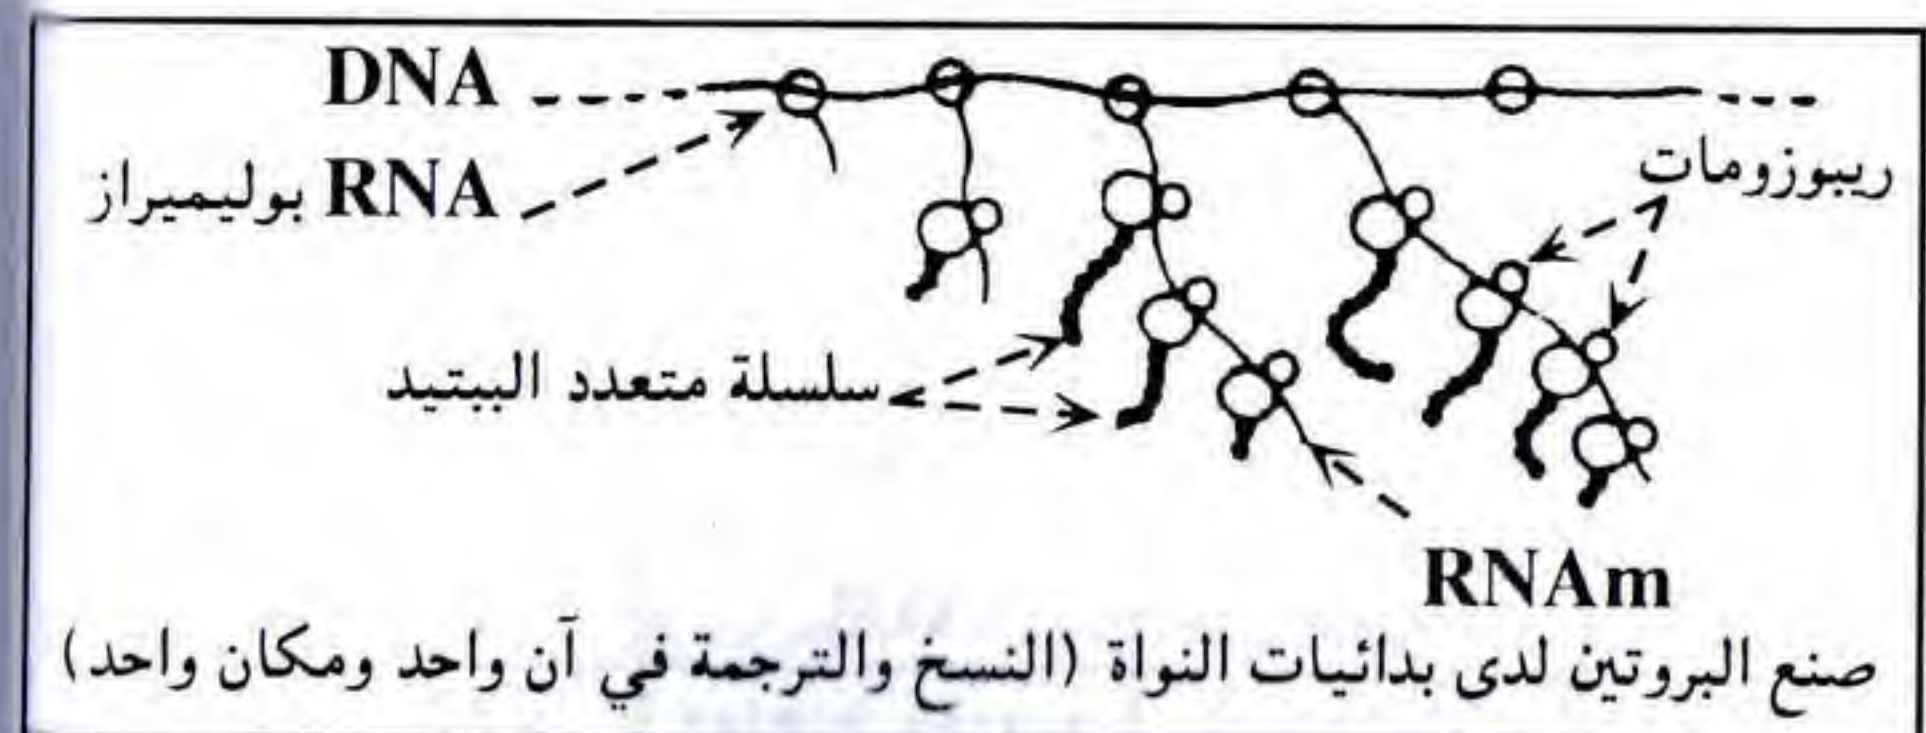 DNA
ريبوزومات
RNA بوليميراز
سلسلة متعدد الببتيد
RNAm
صنع البروتين لدى بدائيات النواة (النسخ والترجمة في آن واحد ومكان واحد)